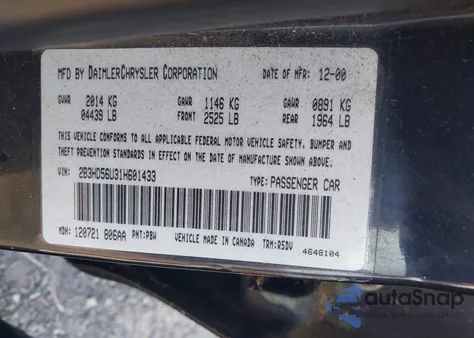 MFD BY DAIMLERCHRYSLER CORPORATION DATE OF MFR: 12-00
GVWR 2014 KG GAWR 1146 KG GAWR 0891 KG
04439 LB FRONT 2525 LB REAR 1964 LB
THIS VEHICLE CONFORMS TO ALL APPLICABLE FEDERAL MOTOR VEHICLE SAFETY, BUMPER AND
THEFT PREVENTION STANDARDS IN EFFECT ON THE DATE OF MANUFACTURE SHOWN ABOVE.
VIN: 2B3HD56U31H601433 TYPE: PASSENGER CAR
MDH: 120721 806AA PNT: PBW VEHICLE MADE IN CANADA TRM: RSDV
4648104
autoSnap